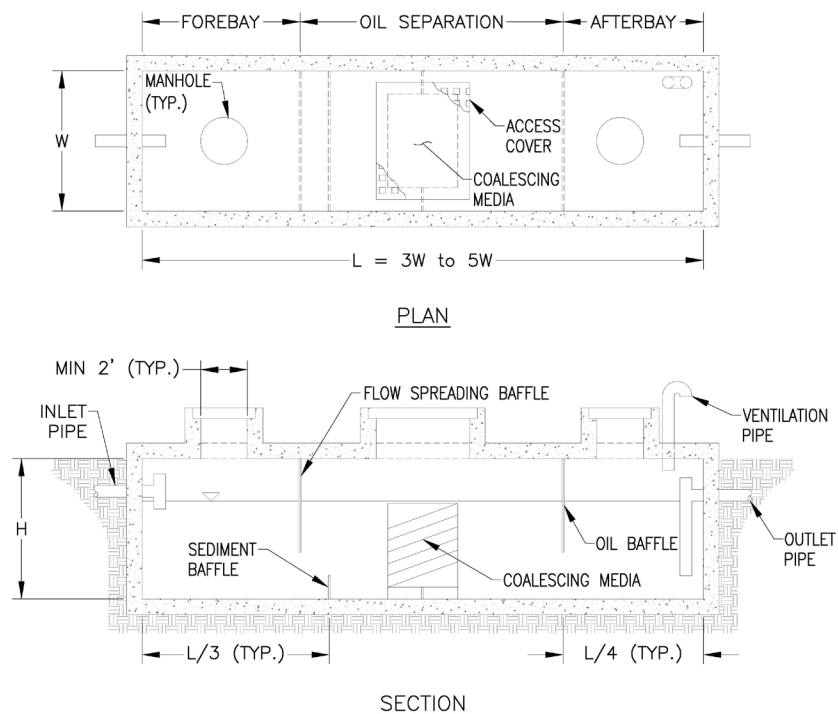 FOREBAY
OIL SEPARATION
AFTERBAY
MANHOLE
(TYP.)
W
ACCESS
COVER
COALESCING
MEDIA
L = 3W to 5W
PLAN
MIN 2' (TYP.)
FLOW SPREADING BAFFLE
INLET
PIPE
VENTILATION
PIPE
H
SEDIMENT
BAFFLE
OIL BAFFLE
COALESCING MEDIA
OUTLET
PIPE
L/3 (TYP.)
L/4 (TYP.)
SECTION